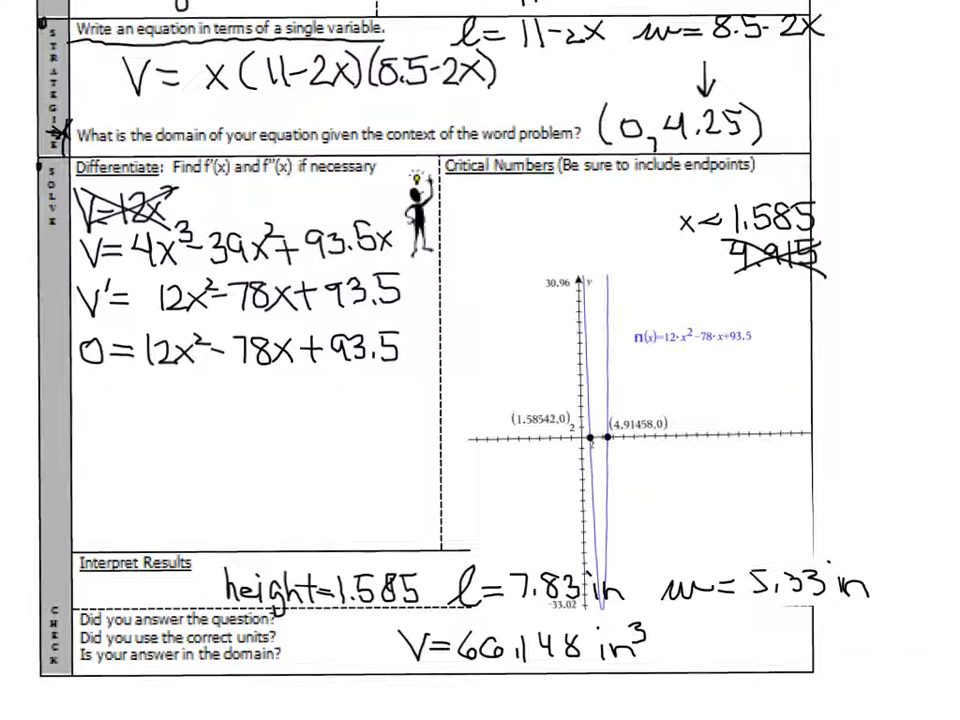 STRATEGIE
Write an equation in terms of a single variable.
l = 11-2x w = 8.5-2x
V = x(11-2x)(8.5-2x)
What is the domain of your equation given the context of the word problem? (0, 4.25)
SOLVE
Differentiate: Find f'(x) and f''(x) if necessary
Critical Numbers (Be sure to include endpoints)
V=12x²
V=4x³-39x²+93.5x
V'= 12x²-78x+93.5
0=12x²-78x+93.5
x< 1.585
4.915
30.96
y
n(x)=12·x²-78·x+93.5
(1.58542,0)
2
(4.91458,0)
-33.02
Interpret Results
height=1.585 l=7.83 in w=5.33 in
CHECK
Did you answer the question?
Did you use the correct units?
Is your answer in the domain?
V=66.148 in³